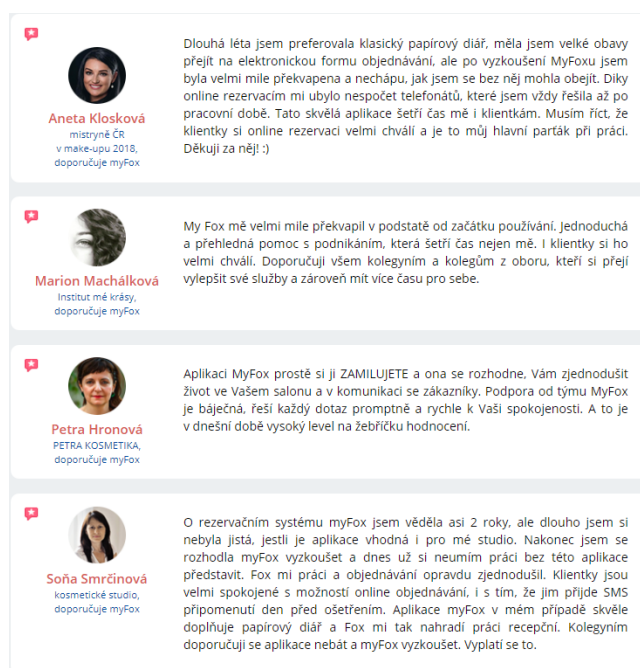 Dlouhá léta jsem preferovala klasický papírový diář, měla jsem velké obavy
přejít na elektronickou formu objednávání, ale po vyzkoušení MyFoxu jsem
byla velmi mile překvapena a nechápu, jak jsem se bez něj mohla obejít. Diky
online rezervacím mi ubylo nespočet telefonátů, které jsem vždy řešila až po
pracovní době. Tato skvělá aplikace šetří čas mě i klientkám. Musím říct, že
klientky si online rezervaci velmi chválí a je to můj hlavní parťák při práci.
Děkuji za něj! :)
Aneta Klosková
mistryně ČR
v make-upu 2018,
doporučuje myFox
My Fox mě velmi mile překvapil v podstatě od začátku používání. Jednoduchá
a přehledná pomoc s podnikáním, která šetří čas nejen mě. I klientky si ho
velmi chválí. Doporučuji všem kolegyním a kolegům z oboru, kteří si přejí
vylepšit své služby a zároveň mít více času pro sebe.
Marion Machálková
Institut mé krásy,
doporučuje myFox
Aplikaci MyFox prostě si ji ZAMILUJETE a ona se rozhodne, Vám zjednodušit
život ve Vašem salonu a v komunikaci se zákazníky. Podpora od týmu MyFox
je báječná, řeší každý dotaz promptně a rychle k Vaši spokojenosti. A to je
v dnešní době vysoký level na žebříčku hodnocení.
Petra Hronová
PETRA KOSMETIKA,
doporučuje myFox
O rezervačním systému myFox jsem věděla asi 2 roky, ale dlouho jsem si
nebyla jistá, jestli je aplikace vhodná i pro mé studio. Nakonec jsem se
rozhodla myFox vyzkoušet a dnes už si neumím práci bez této aplikace
představit. Fox mi práci a objednávání opravdu zjednodušil. Klientky jsou
velmi spokojené s možností online objednávání, i s tím, že jim přijde SMS
připomenutí den před ošetřením. Aplikace myFox v mém případě skvěle
doplňuje papírový diář a Fox mi tak nahradí práci recepční. Kolegyním
doporučuji se aplikace nebát a myFox vyzkoušet. Vyplatí se to.
Soňa Smrčinová
kosmetické studio,
doporučuje myFox